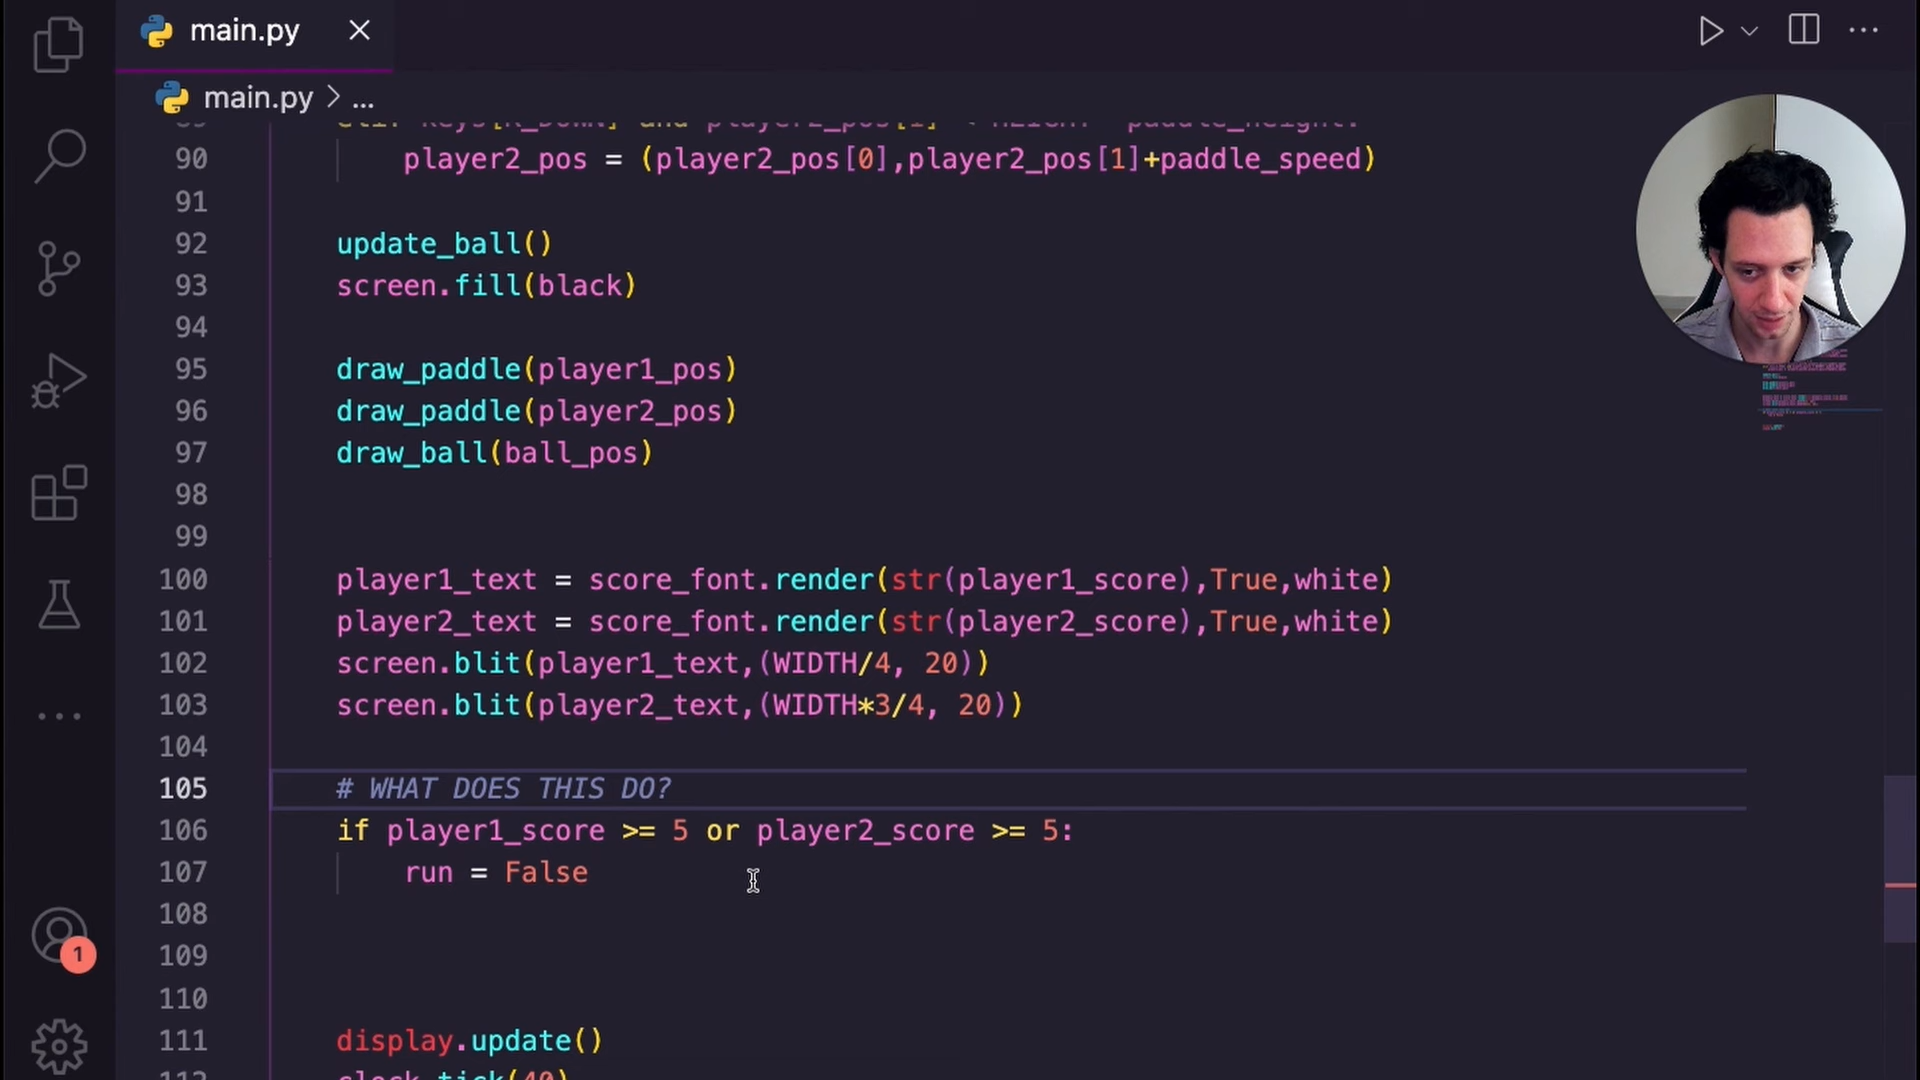 main.py
main.py > ...
90 player2_pos = (player2_pos[0],player2_pos[1]+paddle_speed)
91
92 update_ball()
93 screen.fill(black)
94
95 draw_paddle(player1_pos)
96 draw_paddle(player2_pos)
97 draw_ball(ball_pos)
98
99
100 player1_text = score_font.render(str(player1_score),True,white)
101 player2_text = score_font.render(str(player2_score),True,white)
102 screen.blit(player1_text,(WIDTH/4, 20))
103 screen.blit(player2_text,(WIDTH*3/4, 20))
104
105 # WHAT DOES THIS DO?
106 if player1_score >= 5 or player2_score >= 5:
107 run = False
108
109
110
111 display.update()
1